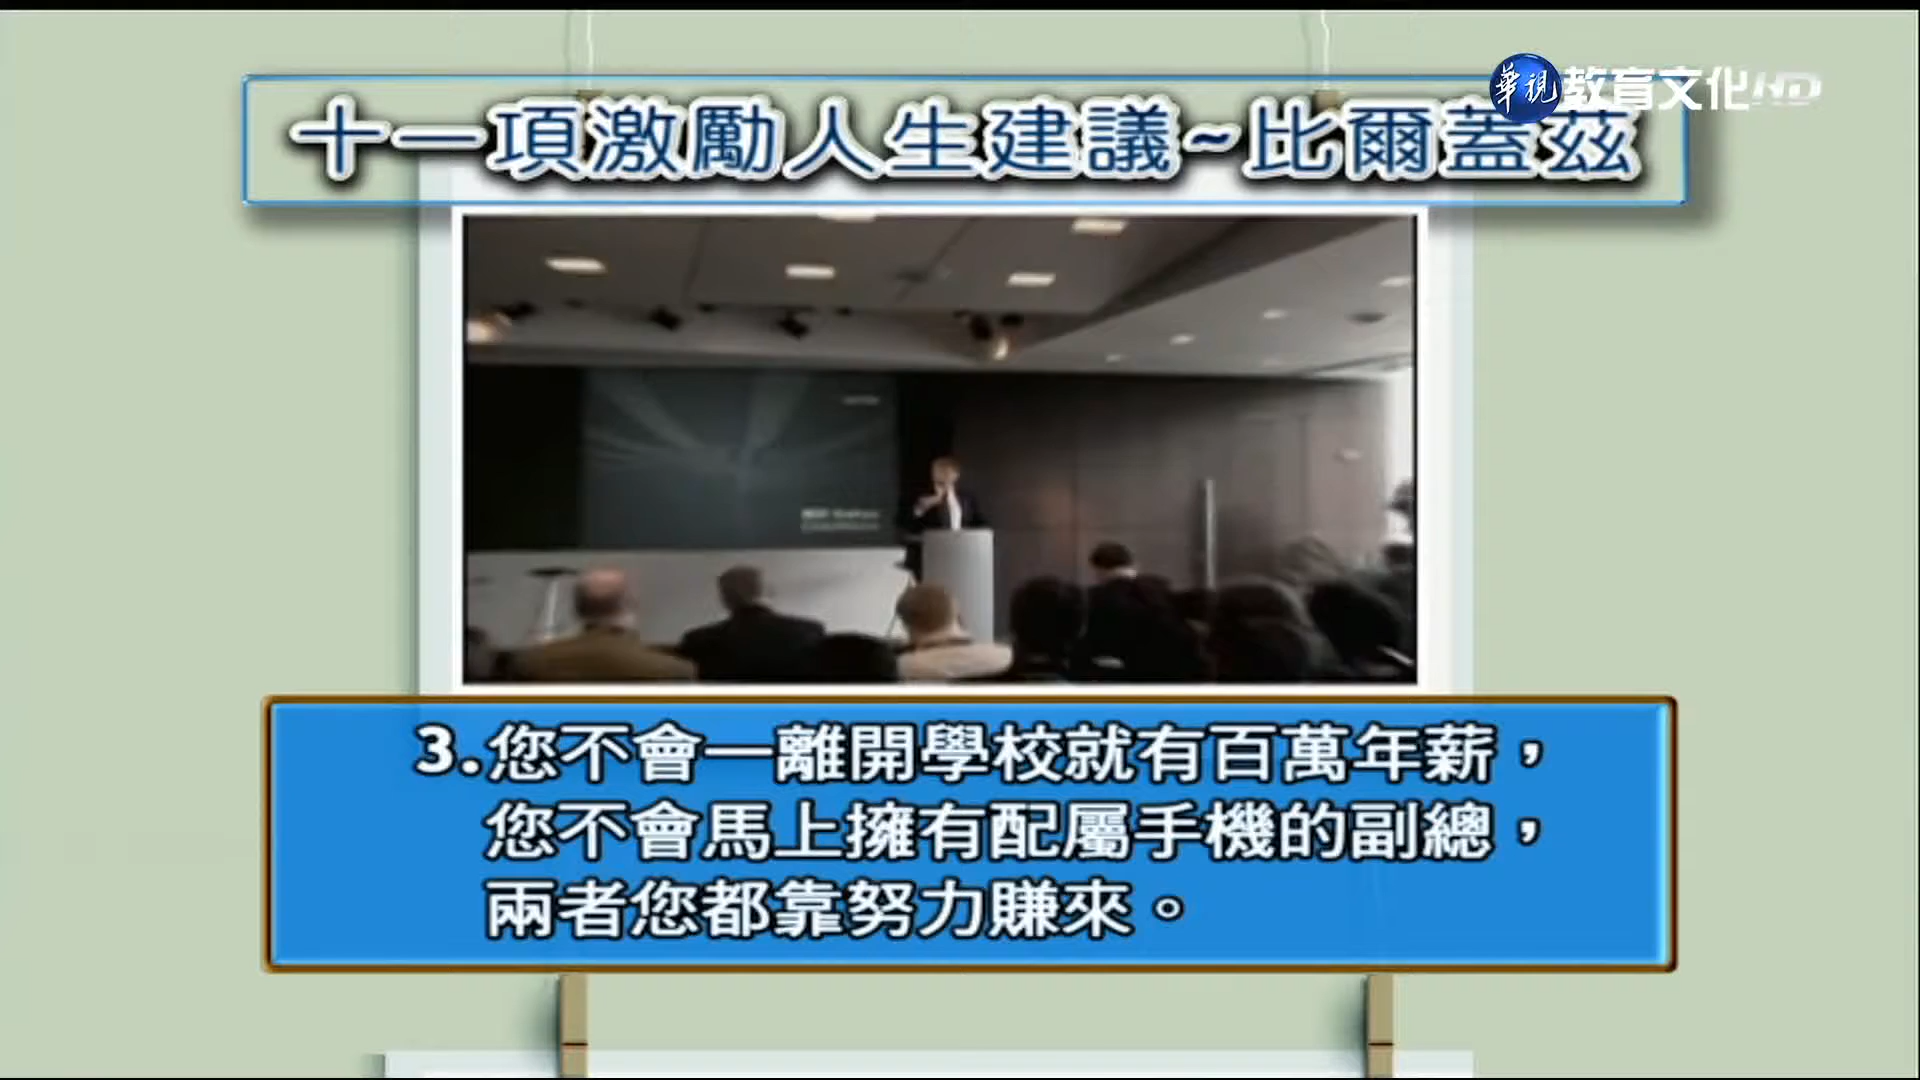 華視 教育文化HD
十一項激勵人生建議~比爾蓋茲
3.您不會一離開學校就有百萬年薪，
您不會馬上擁有配屬手機的副總，
兩者您都靠努力賺來。